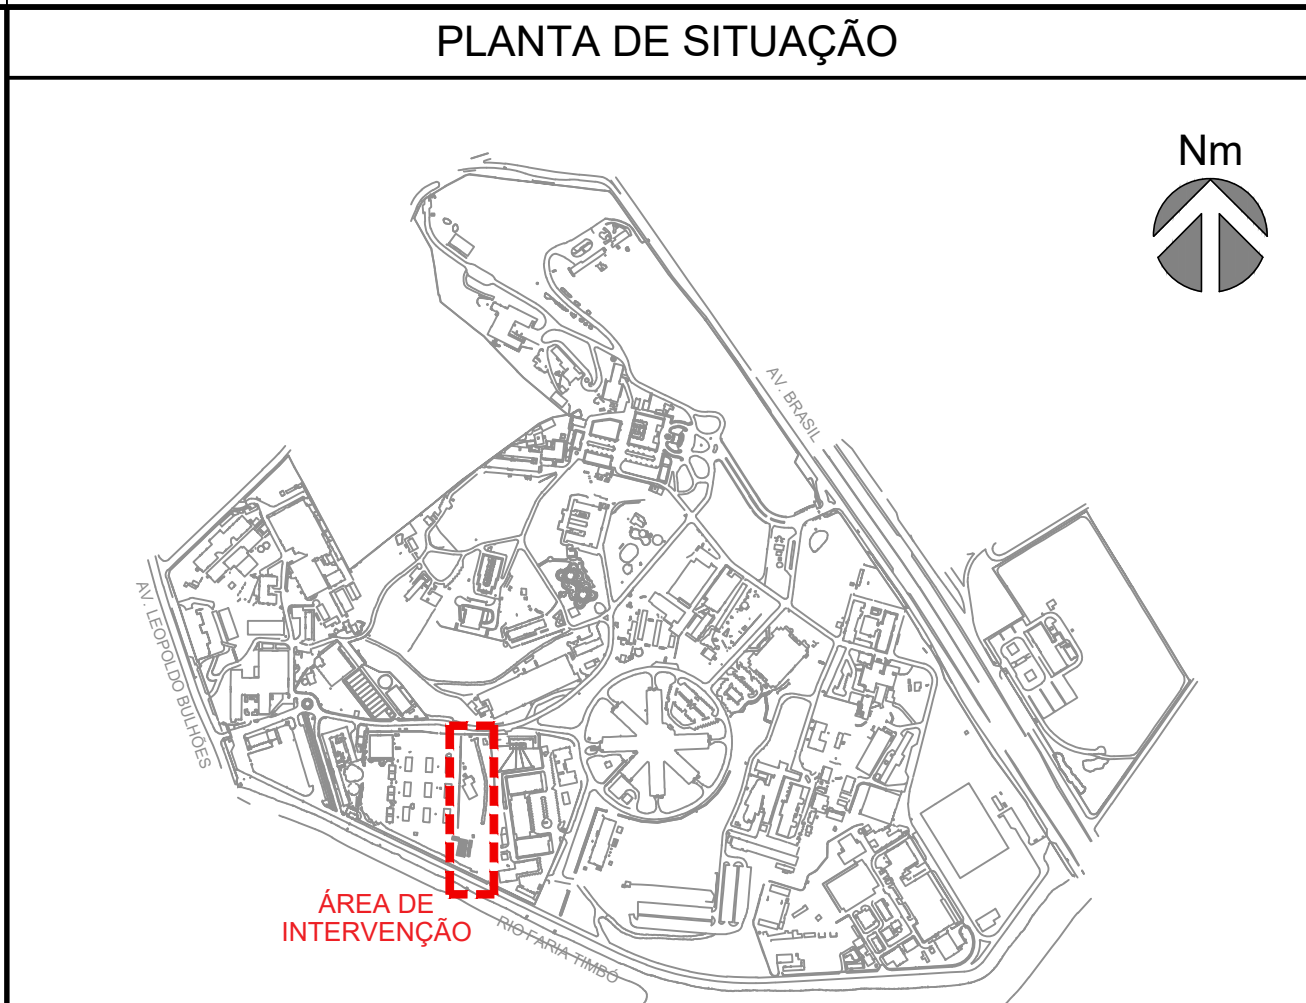 PLANTA DE SITUAÇÃO
Nm
AV. BRASIL
AV. LEOPOLDO BULHÕES
ÁREA DE
INTERVENÇÃO
RIO FARIA TIMBÓ